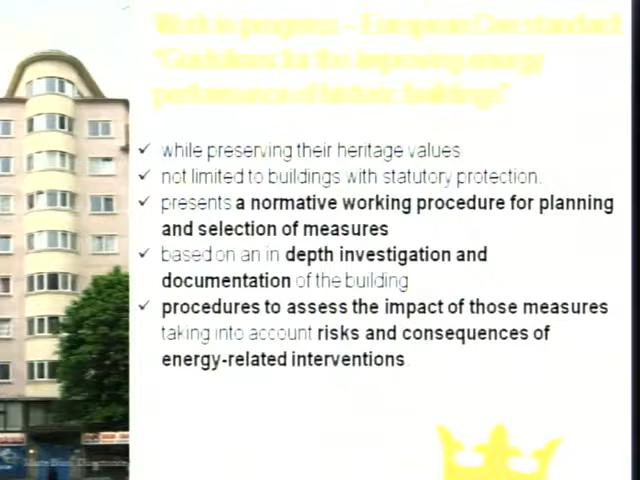 Work in progress – European Cen standard:
"Guidelines for the improving energy
performance of historic buildings"
✓ while preserving their heritage values
✓ not limited to buildings with statutory protection.
✓ presents a normative working procedure for planning
and selection of measures
✓ based on an in depth investigation and
documentation of the building
✓ procedures to assess the impact of those measures
taking into account risks and consequences of
energy-related interventions.